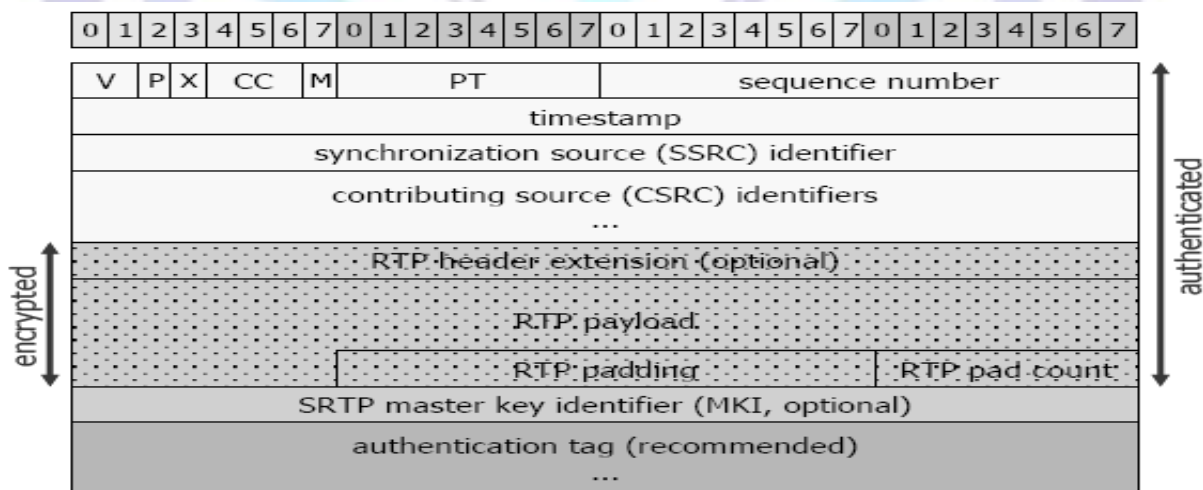 0 1 2 3 4 5 6 7 0 1 2 3 4 5 6 7 0 1 2 3 4 5 6 7 0 1 2 3 4 5 6 7
V P X CC M PT sequence number
timestamp
synchronization source (SSRC) identifier
contributing source (CSRC) identifiers
...
RTP header extension (optional)
RTP payload
RTP padding RTP pad count
SRTP master key identifier (MKI, optional)
authentication tag (recommended)
...
encrypted
authenticated